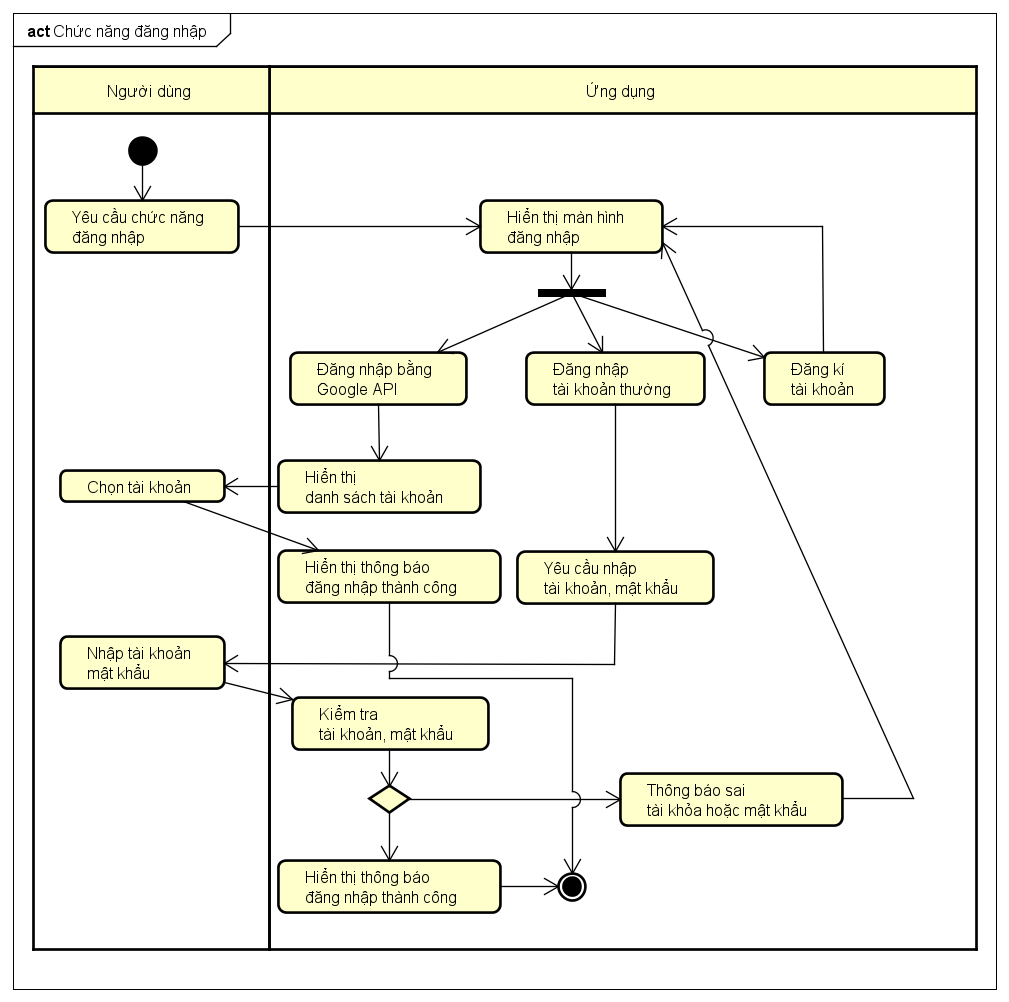 act Chức năng đăng nhập
Người dùng
Ứng dụng
Yêu cầu chức năng
đăng nhập
Hiển thị màn hình
đăng nhập
Đăng nhập bằng
Google API
Đăng nhập
tài khoản thường
Đăng kí
tài khoản
Chọn tài khoản
Hiển thị
danh sách tài khoản
Hiển thị thông báo
đăng nhập thành công
Yêu cầu nhập
tài khoản, mật khẩu
Nhập tài khoản
mật khẩu
Kiểm tra
tài khoản, mật khẩu
Thông báo sai
tài khỏa hoặc mật khẩu
Hiển thị thông báo
đăng nhập thành công